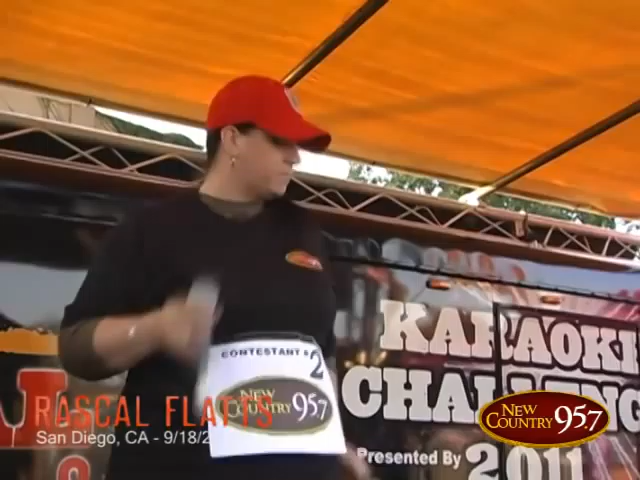 CONTESTANT # 2
NEW
COUNTRY 95.7
KARAOKE
CHALLENGE
Presented By
2011
RASCAL FLATTS
San Diego, CA - 9/18/2
NEW
COUNTRY 95.7